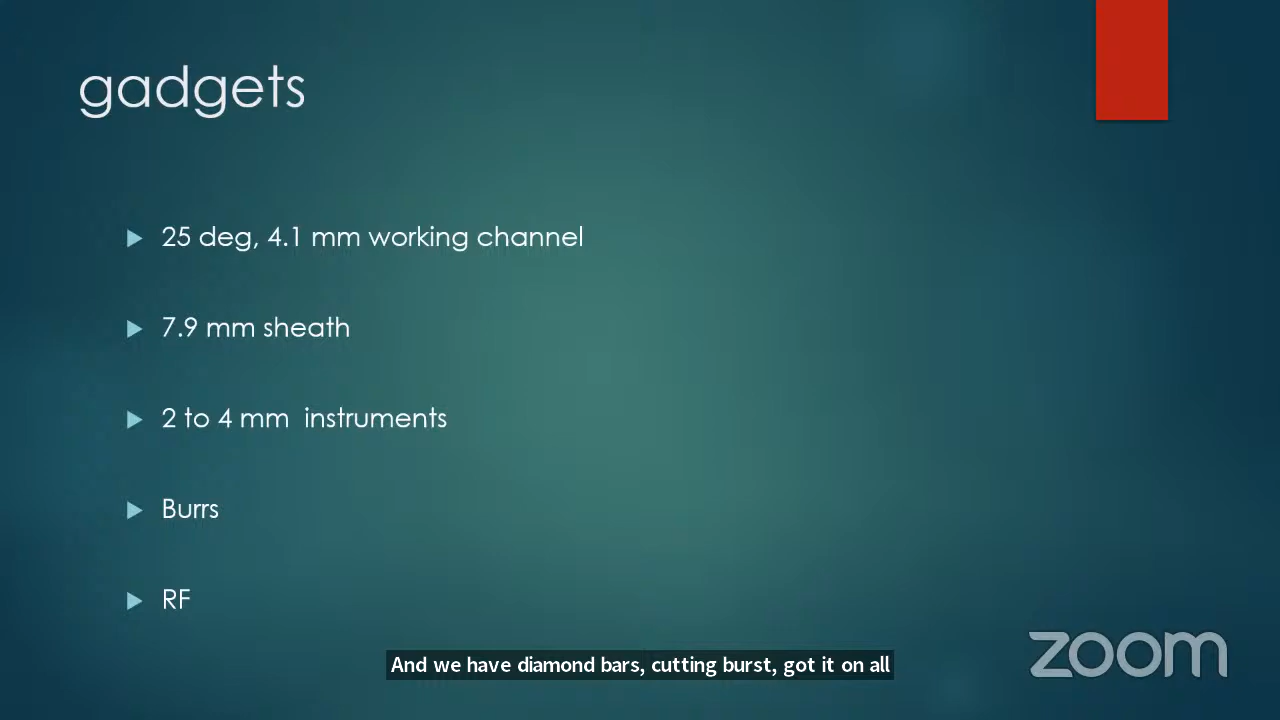 gadgets
25 deg, 4.1 mm working channel
7.9 mm sheath
2 to 4 mm instruments
Burrs
RF
And we have diamond bars, cutting burst, got it on all
zoom